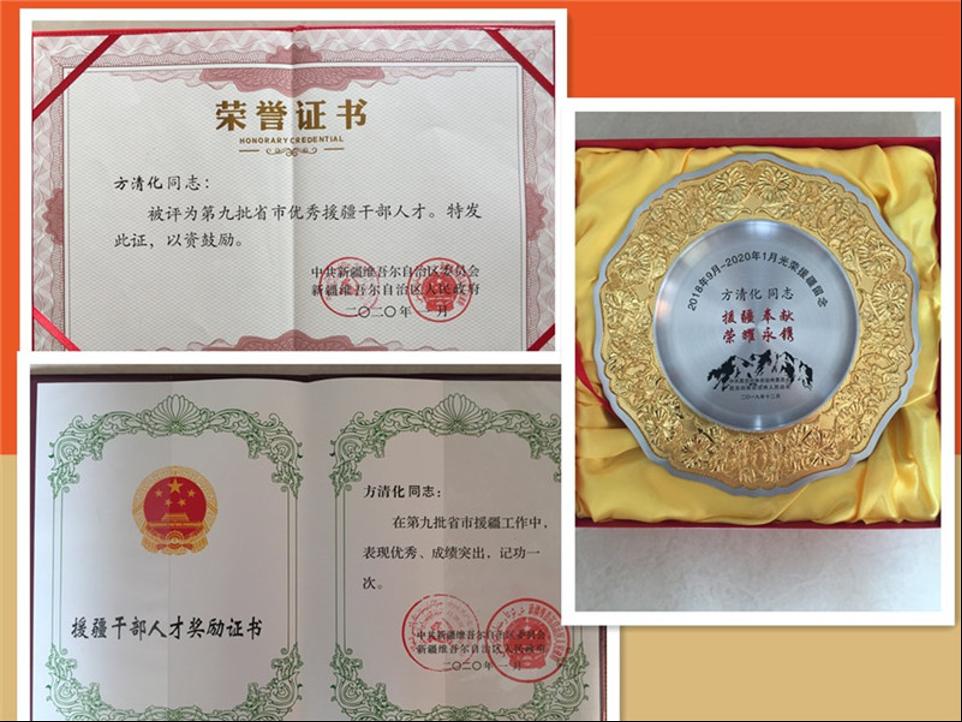 荣誉证书
HONORARY CREDENTIAL
方清化同志：
被评为第九批省市优秀援疆干部人才。特发
此证，以资鼓励。
中共新疆维吾尔自治区委员会
新疆维吾尔自治区人民政府
二〇二〇年 一月
2018年9月-2020年1月光荣援疆留念
方清化 同志
援疆奉献
荣耀永镌
二〇一九年十二月
援疆干部人才奖励证书
方清化同志：
在第九批省市援疆工作中，
表现优秀、成绩突出，记功一
次。
中共新疆维吾尔自治区委员会
新疆维吾尔自治区人民政府
二〇二〇年 一月